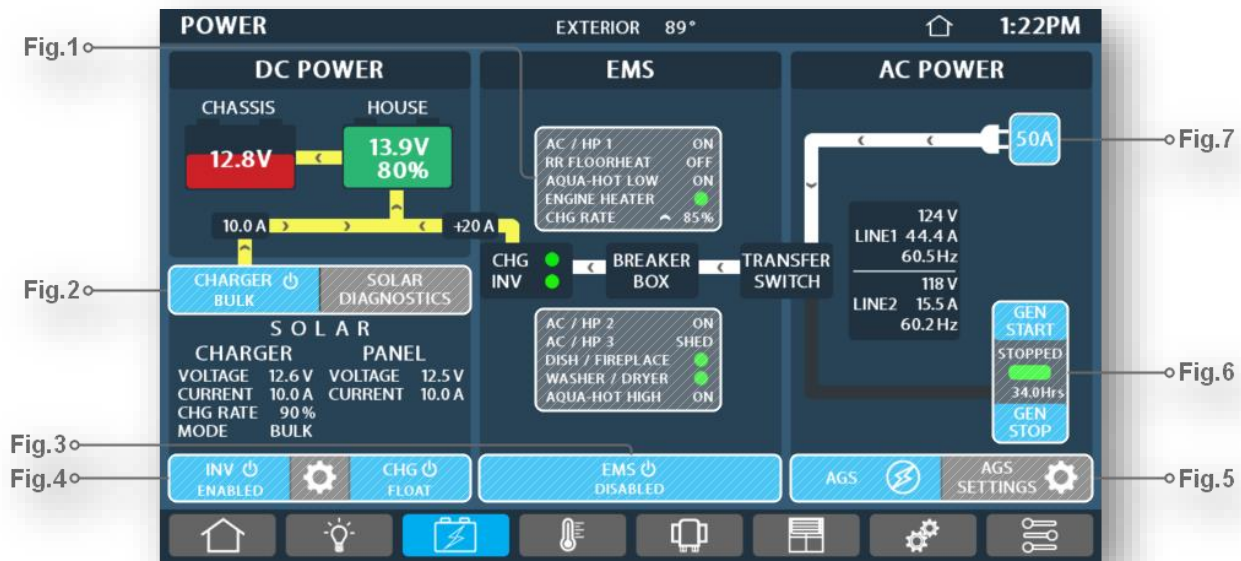 POWER EXTERIOR 89° 1:22PM
Fig.1
DC POWER
CHASSIS HOUSE
12.8V 13.9V
80%
10.0 A +20 A
Fig.2
CHARGER SOLAR
BULK DIAGNOSTICS
SOLAR
CHARGER PANEL
VOLTAGE 12.6 V VOLTAGE 12.5 V
CURRENT 10.0 A CURRENT 10.0 A
CHG RATE 90%
MODE BULK
Fig.3
Fig.4
INV CHG
ENABLED FLOAT
EMS
AC / HP 1 ON
RR FLOORHEAT OFF
AQUA-HOT LOW ON
ENGINE HEATER
CHG RATE 85%
CHG BREAKER TRANSFER
INV BOX SWITCH
AC / HP 2 ON
AC / HP 3 SHED
DISH / FIREPLACE
WASHER / DRYER
AQUA-HOT HIGH ON
EMS
DISABLED
AC POWER
50A
Fig.7
124 V
LINE1 44.4 A
60.5Hz
118 V
LINE2 15.5 A
60.2 Hz
GEN
START
STOPPED
34.0Hrs
GEN
STOP
Fig.6
AGS AGS
SETTINGS
Fig.5